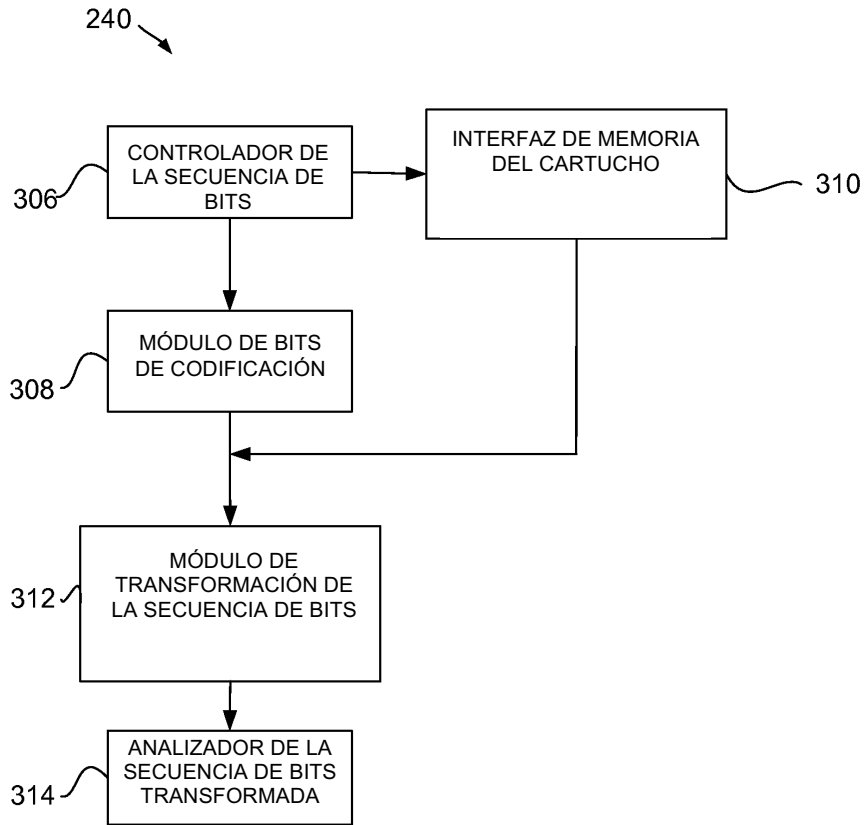 240
CONTROLADOR DE
LA SECUENCIA DE
BITS
306
INTERFAZ DE MEMORIA
DEL CARTUCHO
310
MÓDULO DE BITS
DE CODIFICACIÓN
308
MÓDULO DE
TRANSFORMACIÓN DE
LA SECUENCIA DE BITS
312
ANALIZADOR DE LA
SECUENCIA DE BITS
TRANSFORMADA
314